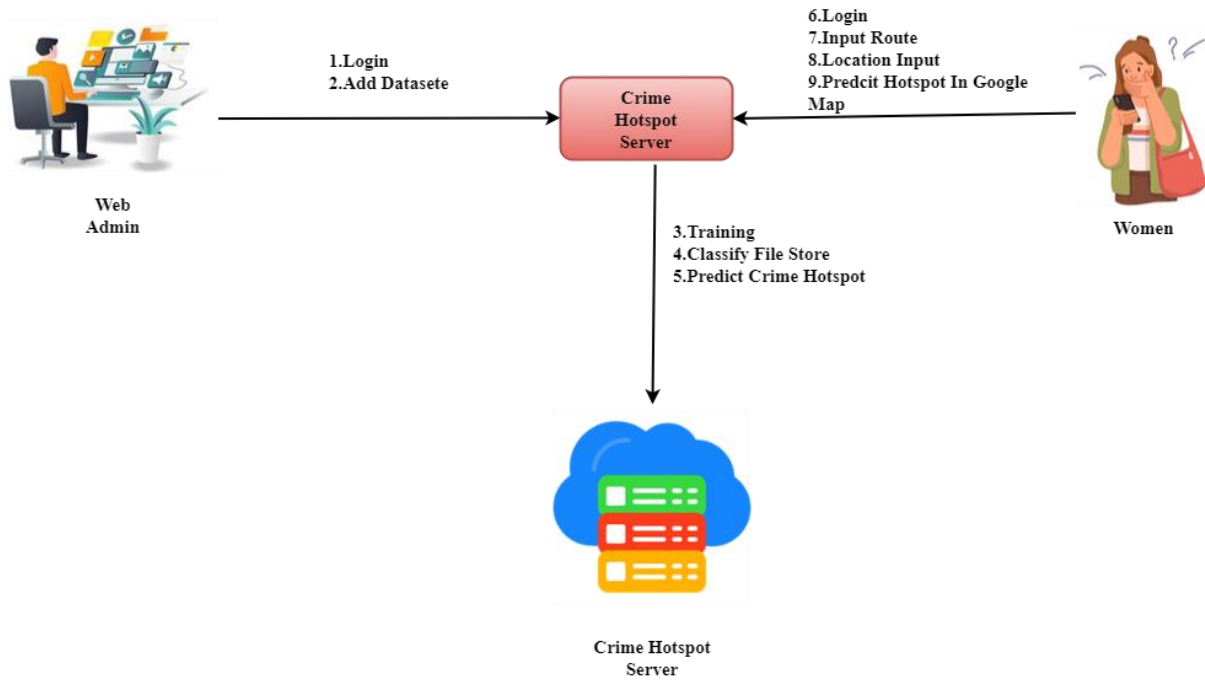 1.Login
2.Add Datasete
6.Login
7.Input Route
8.Location Input
9.Predcit Hotspot In Google
Map
Crime
Hotspot
Server
Web
Admin
Women
3.Training
4.Classify File Store
5.Predict Crime Hotspot
Crime Hotspot
Server